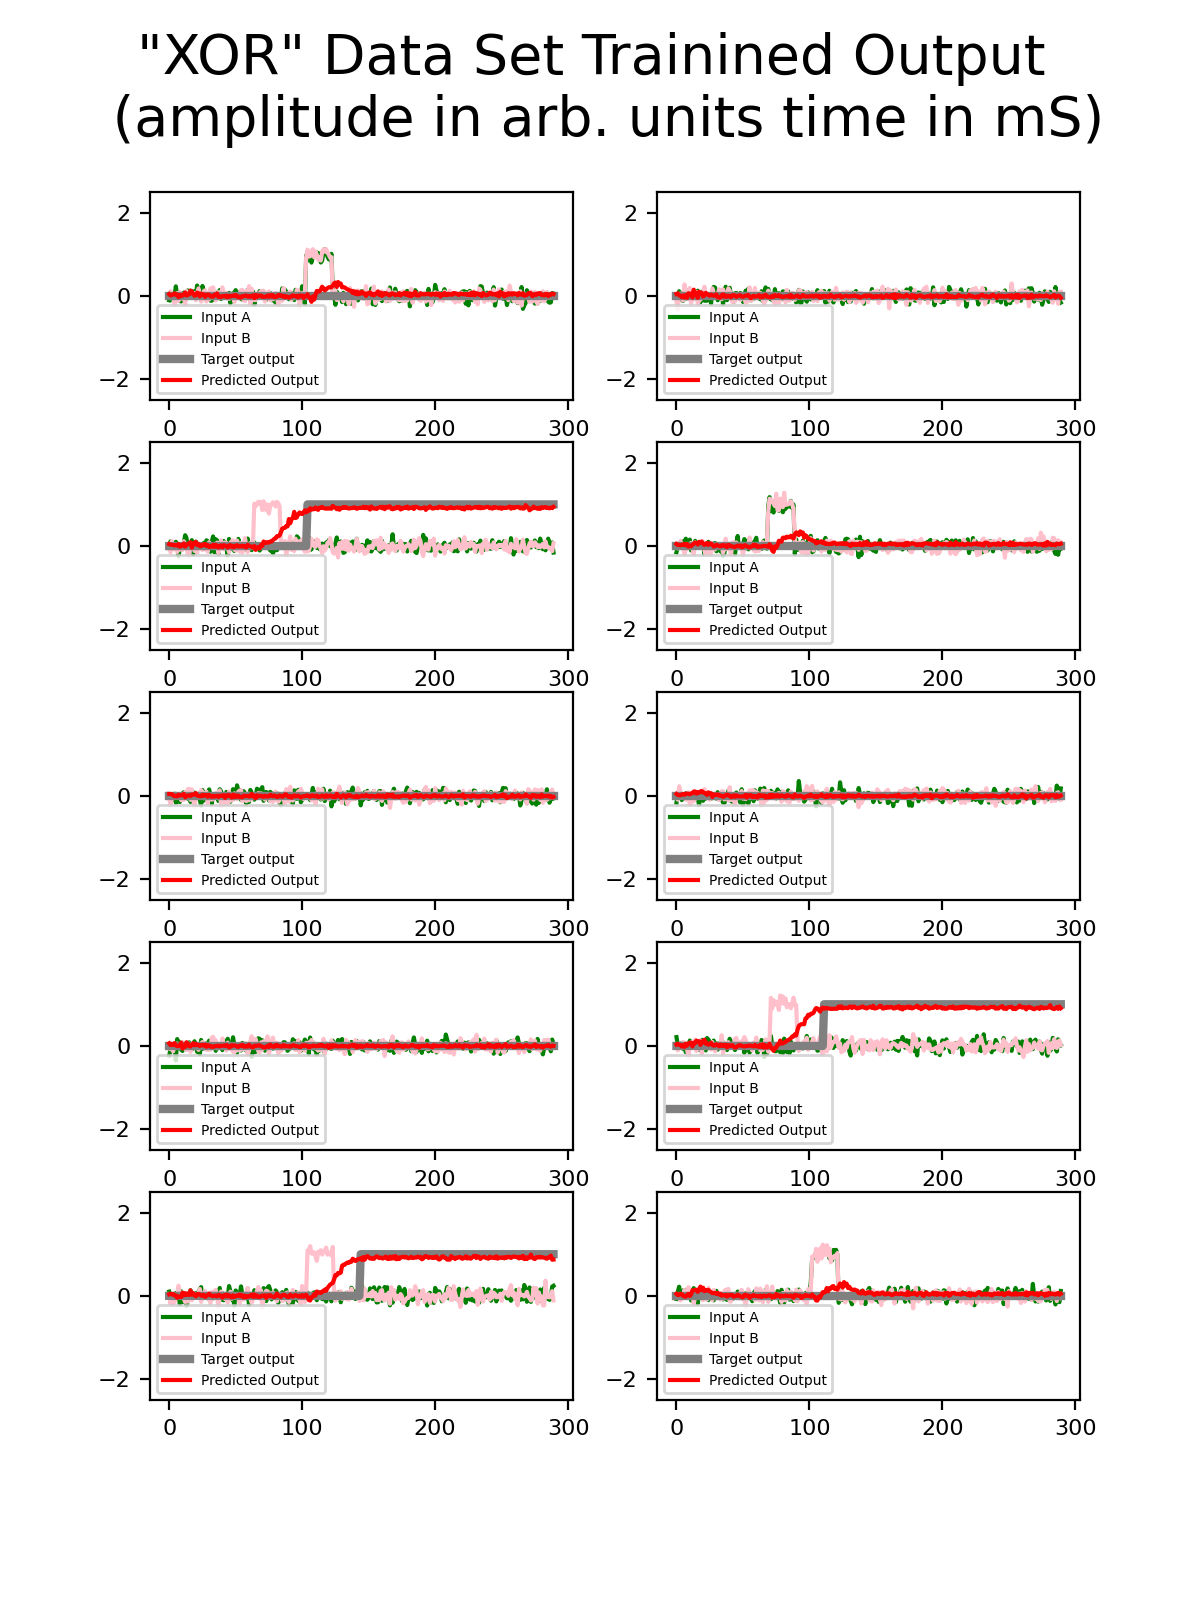 "XOR" Data Set Trainined Output
(amplitude in arb. units time in mS)
2
0
−2
Input A
Input B
Target output
Predicted Output
0 100 200 300
2
0
−2
Input A
Input B
Target output
Predicted Output
0 100 200 300
2
0
−2
Input A
Input B
Target output
Predicted Output
0 100 200 300
2
0
−2
Input A
Input B
Target output
Predicted Output
0 100 200 300
2
0
−2
Input A
Input B
Target output
Predicted Output
0 100 200 300
2
0
−2
Input A
Input B
Target output
Predicted Output
0 100 200 300
2
0
−2
Input A
Input B
Target output
Predicted Output
0 100 200 300
2
0
−2
Input A
Input B
Target output
Predicted Output
0 100 200 300
2
0
−2
Input A
Input B
Target output
Predicted Output
0 100 200 300
2
0
−2
Input A
Input B
Target output
Predicted Output
0 100 200 300